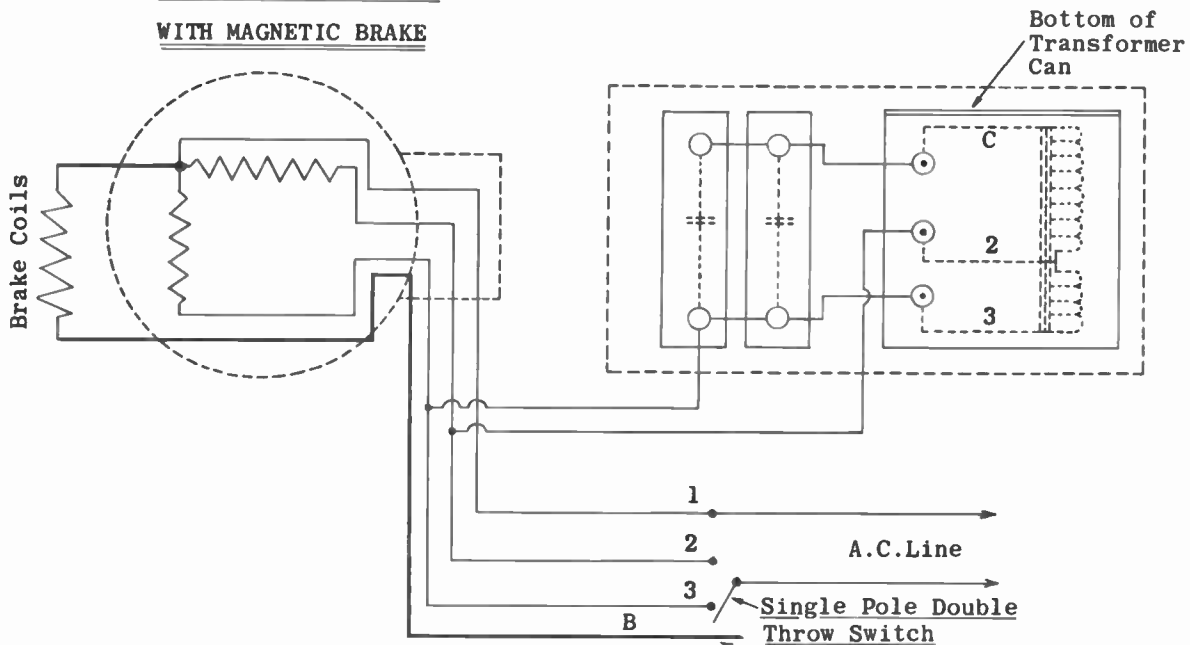 WITH MAGNETIC BRAKE
Bottom of
Transformer
Can
C
2
3
Brake Coils
1
2
A.C.Line
3
Single Pole Double
B
Throw Switch